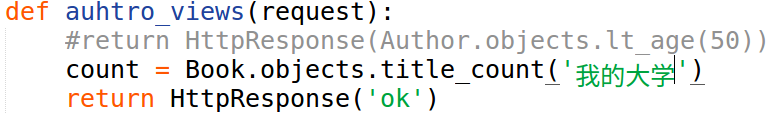 def auhtro_views(request):
    #return HttpResponse(Author.objects.lt_age(50))
    count = Book.objects.title_count('我的大学')
    return HttpResponse('ok')